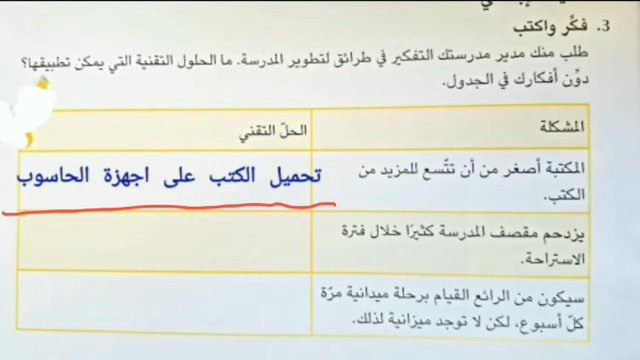 3. فكّر واكتب
طلب منك مدير مدرستك التفكير في طرائق لتطوير المدرسة. ما الحلول التقنية التي يمكن تطبيقها؟
دوِّن أفكارك في الجدول.
المشكلة
الحلّ التقني
المكتبة أصغر من أن تتّسع للمزيد من
الكتب.
تحميل الكتب على اجهزة الحاسوب
يزدحم مقصف المدرسة كثيرًا خلال فترة
الاستراحة.
سيكون من الرائع القيام برحلة ميدانية مرّة
كلّ أسبوع، لكن لا توجد ميزانية لذلك.